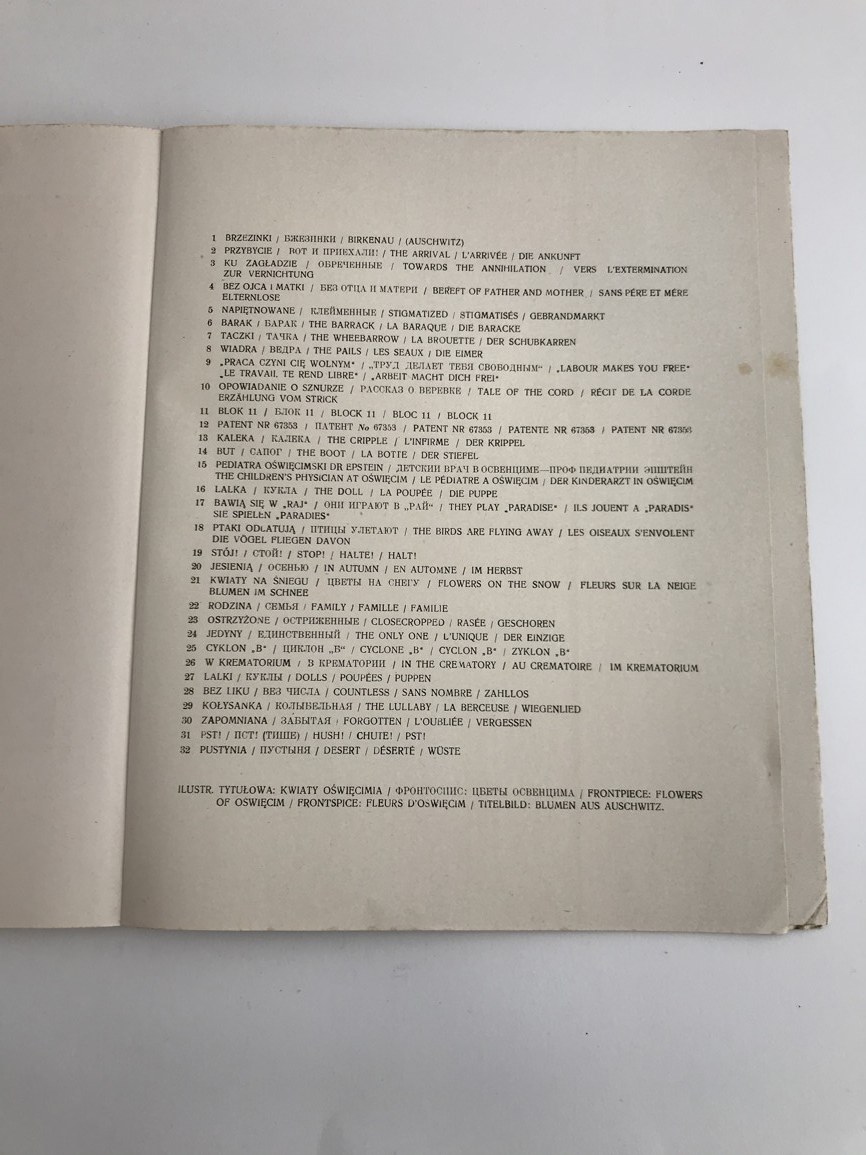 1 BRZEZINKI / БЖЕЗИНКИ / BIRKENAU / (AUSCHWITZ)
2 PRZYBYCIE / ВОТ И ПРИЕХАЛИ! / THE ARRIVAL / L'ARRIVÉE / DIE ANKUNFT
3 KU ZAGŁADZIE / ОБРЕЧЕННЫЕ / TOWARDS THE ANNIHILATION / VERS L'EXTERMINATION
ZUR VERNICHTUNG
4 BEZ OJCA I MATKI / БЕЗ ОТЦА И МАТЕРИ / BEREFT OF FATHER AND MOTHER / SANS PÉRE ET MÉRE
ELTERNLOSE
5 NAPIĘTNOWANE / КЛЕЙМЕННЫЕ / STIGMATIZED / STIGMATISÉS / GEBRANDMARKT
6 BARAK / БАРАК / THE BARRACK / LA BARAQUE / DIE BARACKE
7 TACZKI / ТАЧКА / THE WHEEBARROW / LA BROUETTE / DER SCHUBKARREN
8 WIADRA / ВЕДРА / THE PAILS / LES SEAUX / DIE EIMER
9 „PRACA CZYNI CIĘ WOLNYM" / „ТРУД ДЕЛАЕТ ТЕБЯ СВОБОДНЫМ" / „LABOUR MAKES YOU FREE"
„LE TRAVAIL TE REND LIBRE" / „ARBEIT MACHT DICH FREI"
10 OPOWIADANIE O SZNURZE / РАССКАЗ О ВЕРЕВКЕ / TALE OF THE CORD / RÉCIT DE LA CORDE
ERZÄHLUNG VOM STRICK
11 BLOK 11 / БЛОК 11 / BLOCK 11 / BLOC 11 / BLOCK 11
12 PATENT NR 67353 / ПАТЕНТ № 67353 / PATENT NR 67353 / PATENTE NR 67353 / PATENT NR 67353
13 KALEKA / КАЛЕКА / THE CRIPPLE / L'INFIRME / DER KRIPPEL
14 BUT / САПОГ / THE BOOT / LA BOTTE / DER STIEFEL
15 PEDIATRA OŚWIĘCIMSKI DR EPSTEIN / ДЕТСКИЙ ВРАЧ В ОСВЕНЦИМЕ—ПРОФ ПЕДИАТРИИ ЭПШТЕЙН
THE CHILDREN'S PHYSICIAN AT OŚWIĘCIM / LE PÉDIATRE A OŚWIĘCIM / DER KINDERARZT IN OŚWIĘCIM
16 LALKA / КУКЛА / THE DOLL / LA POUPÉE / DIE PUPPE
17 BAWIĄ SIĘ W „RAJ" / ОНИ ИГРАЮТ В „РАЙ" / THEY PLAY „PARADISE" / ILS JOUENT A „PARADIS"
SIE SPIELEN „PARADIES"
18 PTAKI ODLATUJĄ / ПТИЦЫ УЛЕТАЮТ / THE BIRDS ARE FLYING AWAY / LES OISEAUX S'ENVOLENT
DIE VÖGEL FLIEGEN DAVON
19 STÓJ! / СТОЙ! / STOP! / HALTE! / HALT!
20 JESIENIĄ / ОСЕНЬЮ / IN AUTUMN / EN AUTOMNE / IM HERBST
21 KWIATY NA ŚNIEGU / ЦВЕТЫ НА СНЕГУ / FLOWERS ON THE SNOW / FLEURS SUR LA NEIGE
BLUMEN IM SCHNEE
22 RODZINA / СЕМЬЯ / FAMILY / FAMILLE / FAMILIE
23 OSTRZYŻONE / ОСТРИЖЕННЫЕ / CLOSECROPPED / RASÉE / GESCHOREN
24 JEDYNY / ЕДИНСТВЕННЫЙ / THE ONLY ONE / L'UNIQUE / DER EINZIGE
25 CYKLON „B" / ЦИКЛОН „В" / CYCLONE „B" / CYCLON „B" / ZYKLON „B"
26 W KREMATORIUM / В КРЕМАТОРИИ / IN THE CREMATORY / AU CREMATOIRE / IM KREMATORIUM
27 LALKI / КУКЛЫ / DOLLS / POUPÉES / PUPPEN
28 BEZ LIKU / БЕЗ ЧИСЛА / COUNTLESS / SANS NOMBRE / ZAHLLOS
29 KOŁYSANKA / КОЛЫБЕЛЬНАЯ / THE LULLABY / LA BERCEUSE / WIEGENLIED
30 ZAPOMNIANA / ЗАБЫТАЯ / FORGOTTEN / L'OUBLIÉE / VERGESSEN
31 PST! / ПСТ! (ТИШЕ) / HUSH! / CHUTE! / PST!
32 PUSTYNIA / ПУСТЫНЯ / DESERT / DÉSERTÉ / WÜSTE
ILUSTR. TYTUŁOWA: KWIATY OŚWIĘCIMIA / ФРОНТОСПИС: ЦВЕТЫ ОСВЕНЦИМА / FRONTPIECE: FLOWERS
OF OŚWIĘCIM / FRONTSPICE: FLEURS D'OŚWIĘCIM / TITELBILD: BLUMEN AUS AUSCHWITZ.